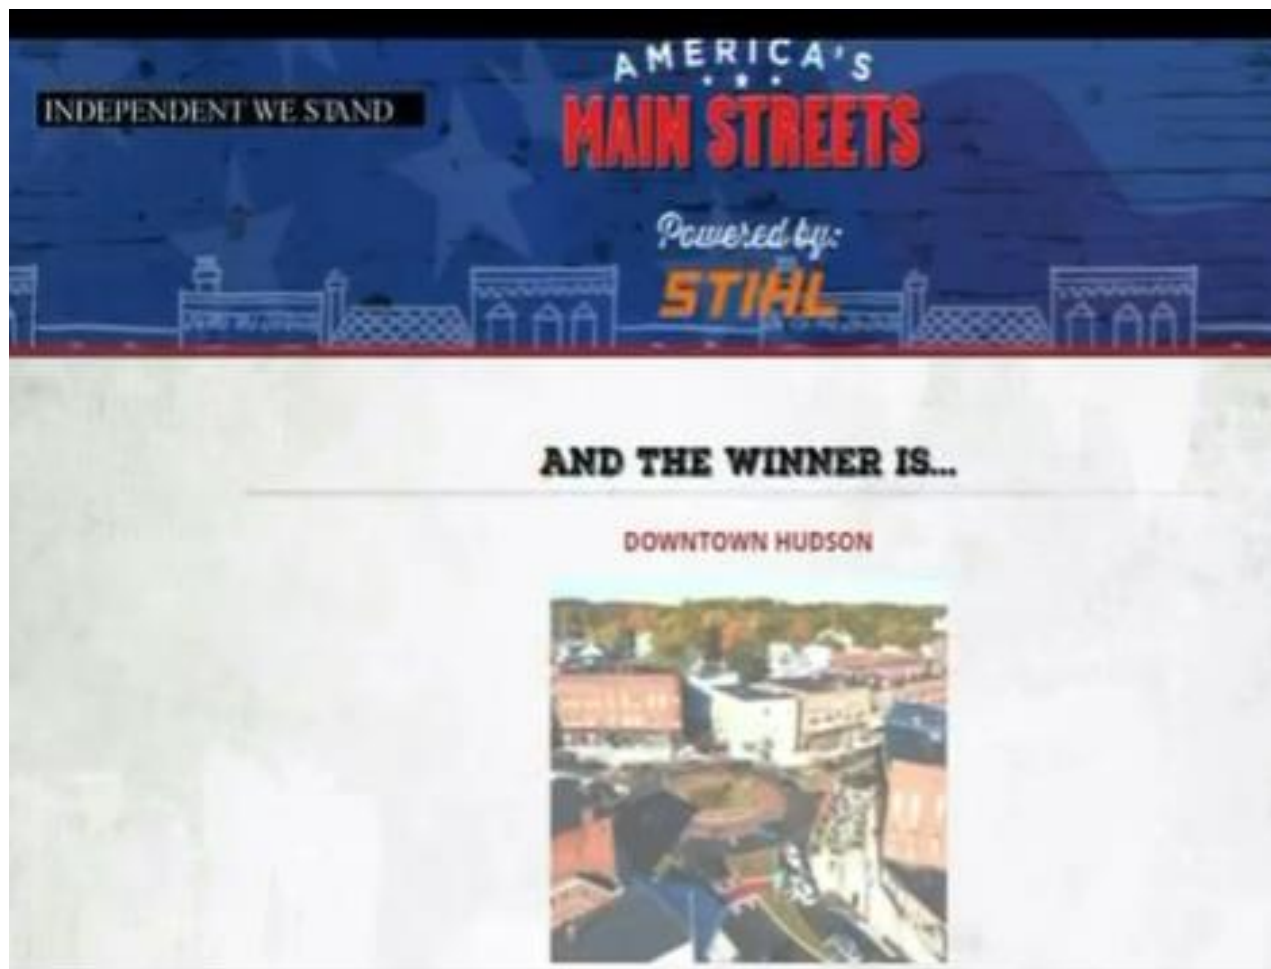 AMERICA'S
INDEPENDENT WE STAND
MAIN STREETS
Powered by:
STIHL
AND THE WINNER IS...
DOWNTOWN HUDSON